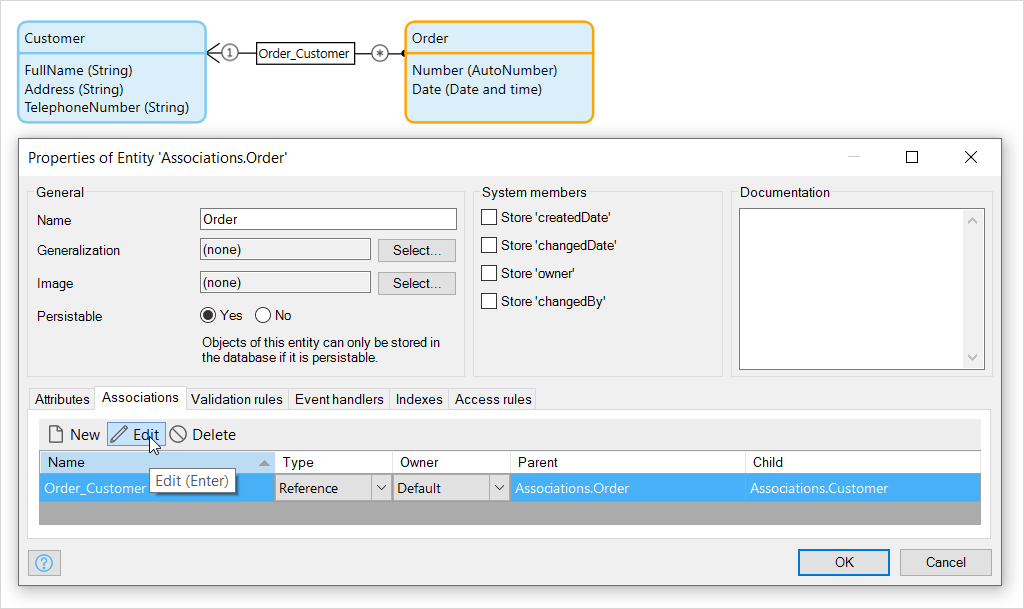 Customer
FullName (String)
Address (String)
TelephoneNumber (String)
1
Order_Customer
*
Order
Number (AutoNumber)
Date (Date and time)
Properties of Entity 'Associations.Order'
General
Name
Order
Generalization
(none)
Select...
Image
(none)
Select...
Persistable
Yes
No
Objects of this entity can only be stored in
the database if it is persistable.
System members
Store 'createdDate'
Store 'changedDate'
Store 'owner'
Store 'changedBy'
Documentation
Attributes
Associations
Validation rules
Event handlers
Indexes
Access rules
New
Edit
Delete
Name
Type
Owner
Parent
Child
Order_Customer
Edit (Enter)
Reference
Default
Associations.Order
Associations.Customer
?
OK
Cancel